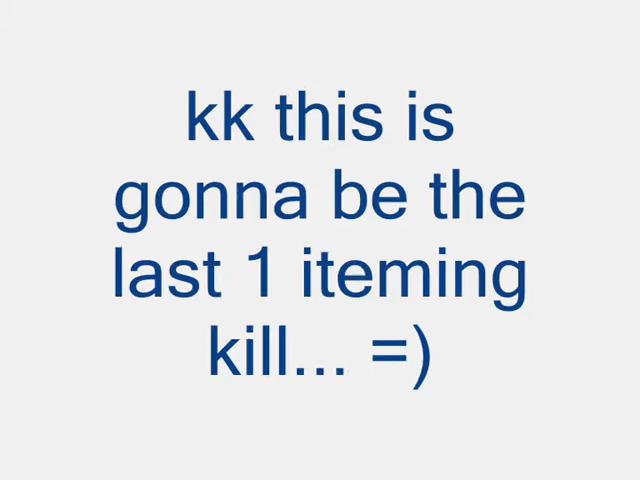 kk this is
gonna be the
last 1 iteming
kill... =)